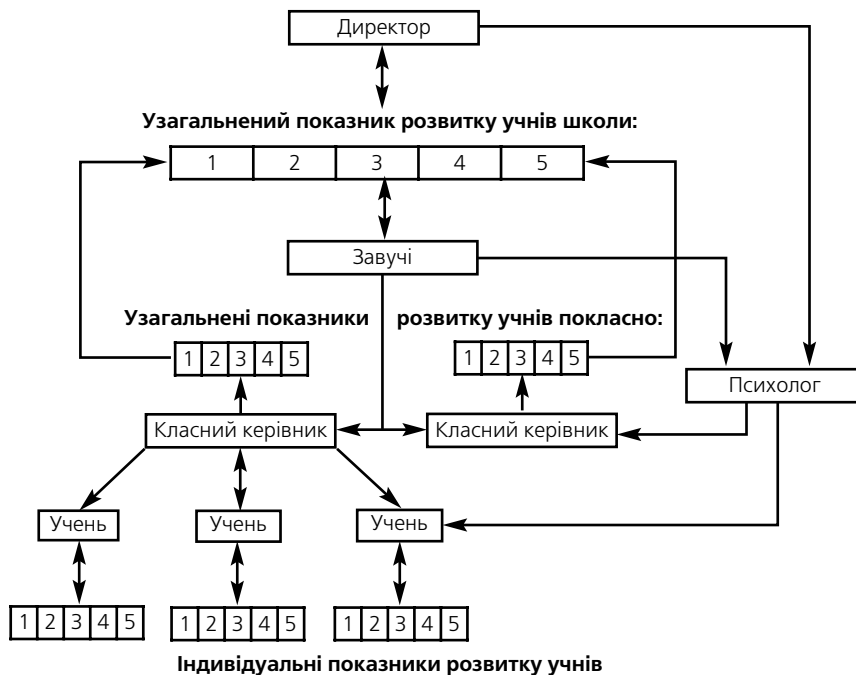 Директор
Узагальнений показник розвитку учнів школи:
1 2 3 4 5
Завучі
Узагальнені показники розвитку учнів покласно:
1 2 3 4 5 1 2 3 4 5
Психолог
Класний керівник Класний керівник
Учень Учень Учень
1 2 3 4 5 1 2 3 4 5 1 2 3 4 5
Індивідуальні показники розвитку учнів